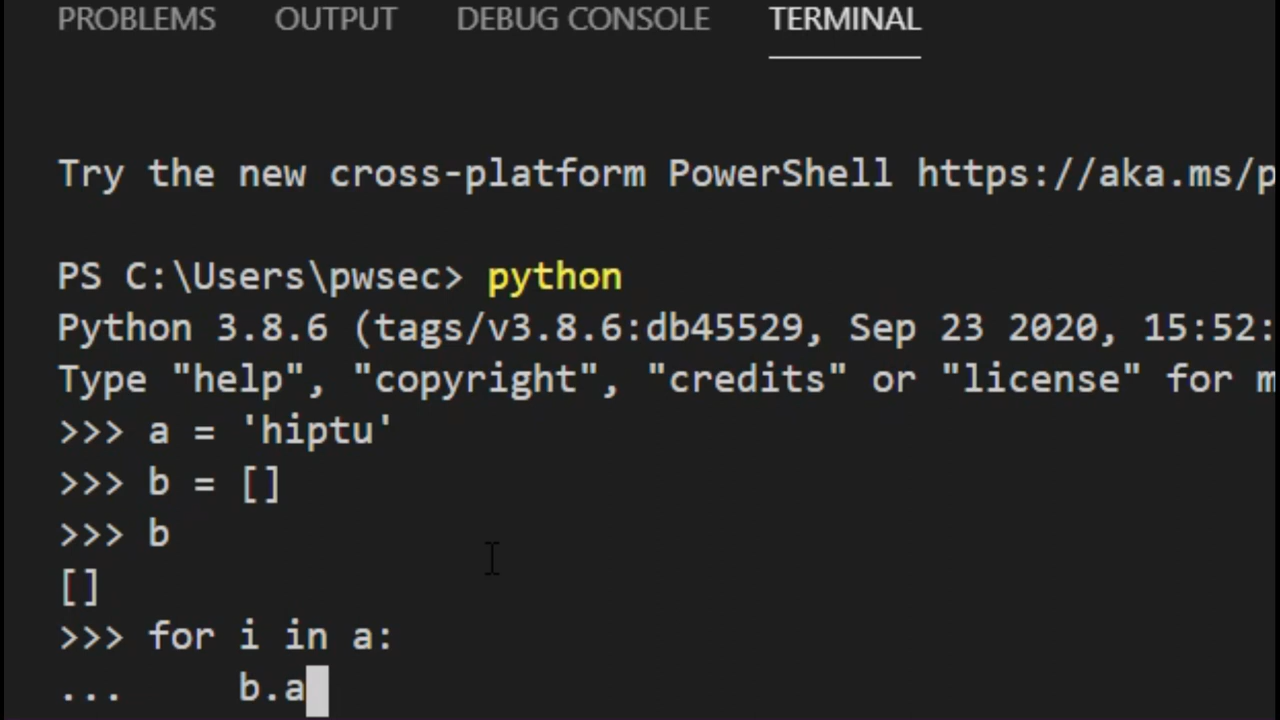 PROBLEMS OUTPUT DEBUG CONSOLE TERMINAL
Try the new cross-platform PowerShell https://aka.ms/p
PS C:\Users\pwsec> python
Python 3.8.6 (tags/v3.8.6:db45529, Sep 23 2020, 15:52:
Type "help", "copyright", "credits" or "license" for m
>>> a = 'hiptu'
>>> b = []
>>> b
[]
>>> for i in a:
...     b.a